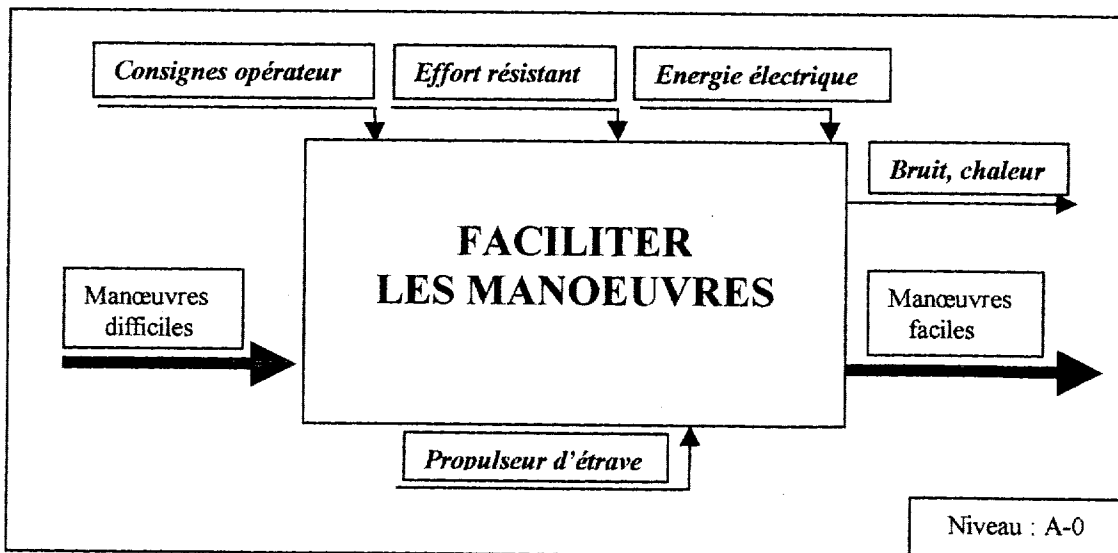 Consignes opérateur
Effort résistant
Energie électrique
Bruit, chaleur
FACILITER
LES MANOEUVRES
Manœuvres
difficiles
Manœuvres
faciles
Propulseur d'étrave
Niveau : A-0